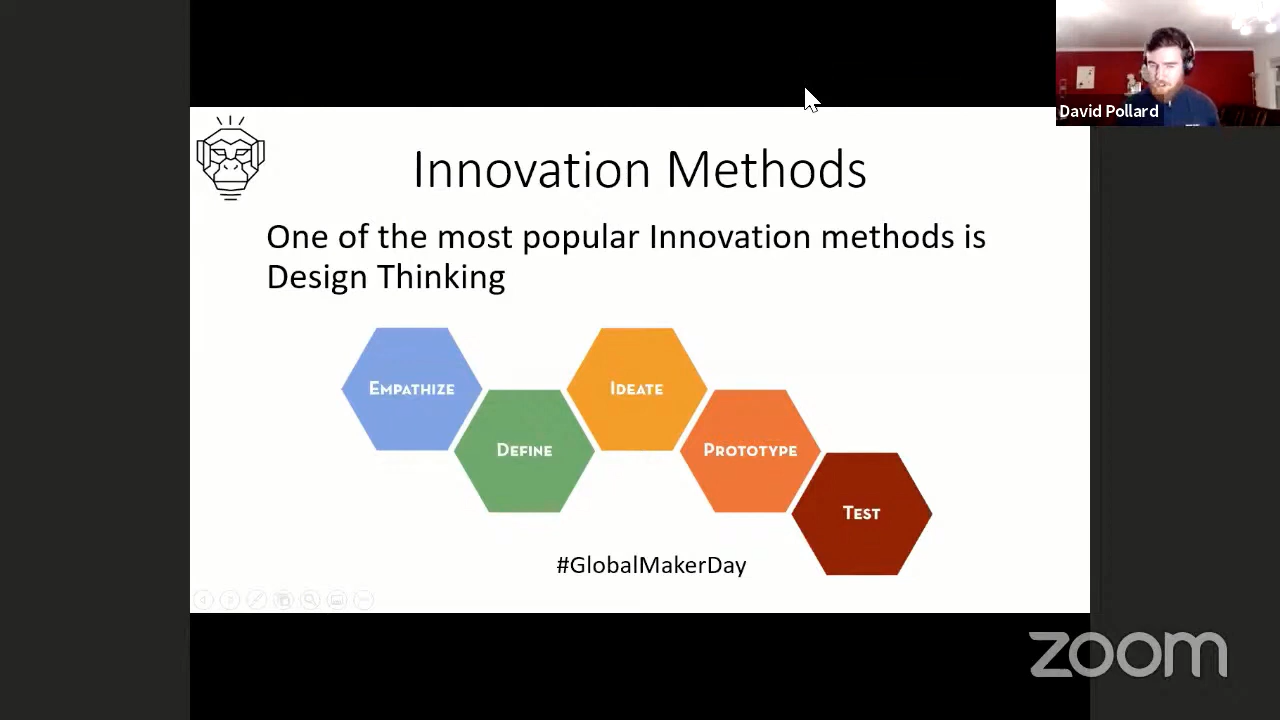 David Pollard
Innovation Methods
One of the most popular Innovation methods is
Design Thinking
EMPATHIZE
IDEATE
DEFINE
PROTOTYPE
TEST
#GlobalMakerDay
zoom